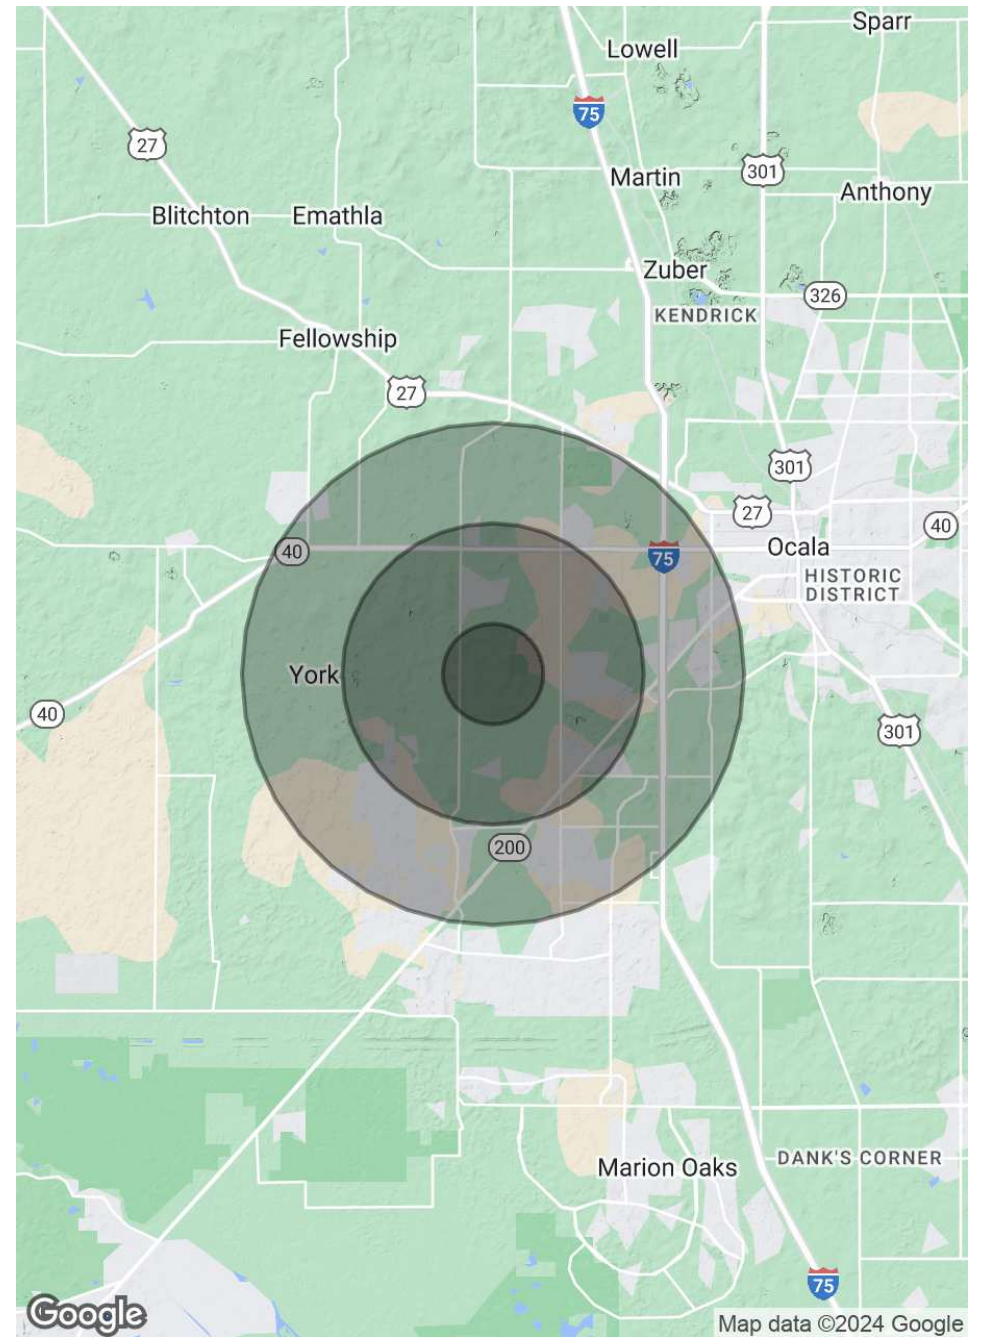 Sparr
Lowell
75
27
301
Martin
Anthony
Blitchton
Emathla
Zuber
326
KENDRICK
Fellowship
27
301
27
40
40
75
Ocala
HISTORIC
DISTRICT
York
40
301
200
Marion Oaks
DANK'S CORNER
75
Google
Map data ©2024 Google